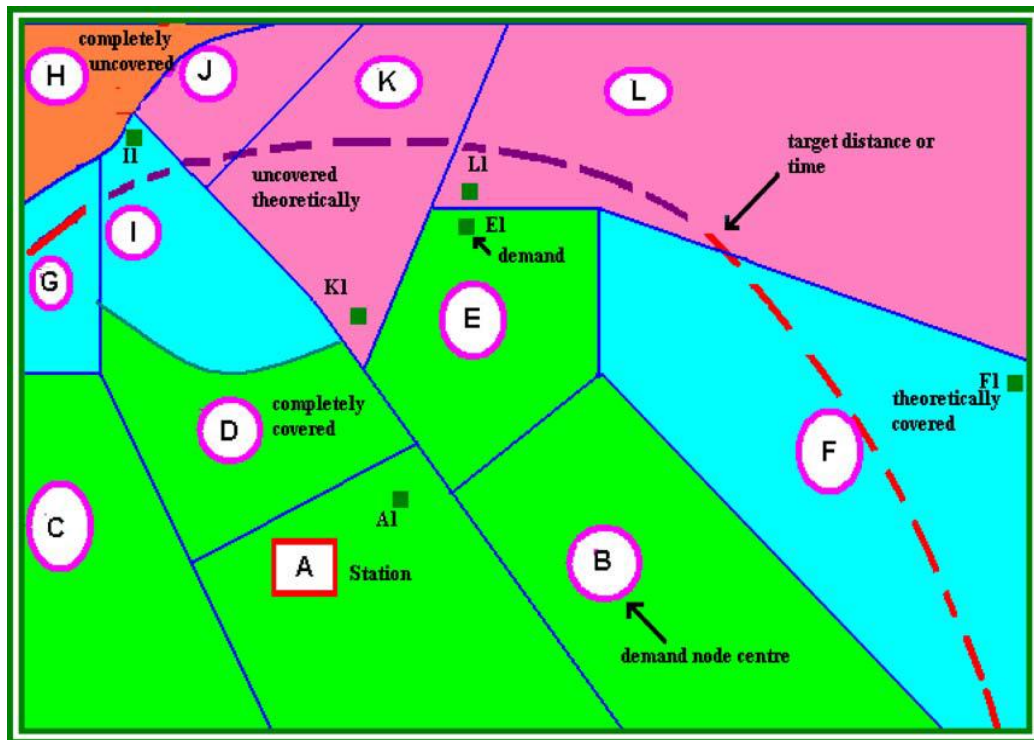 completely
uncovered
H
J
K
L
I1
target distance or
time
L1
uncovered
theoretically
E1
I
demand
G
K1
E
F1
theoretically
covered
completely
covered
D
F
C
A1
A
Station
B
demand node centre